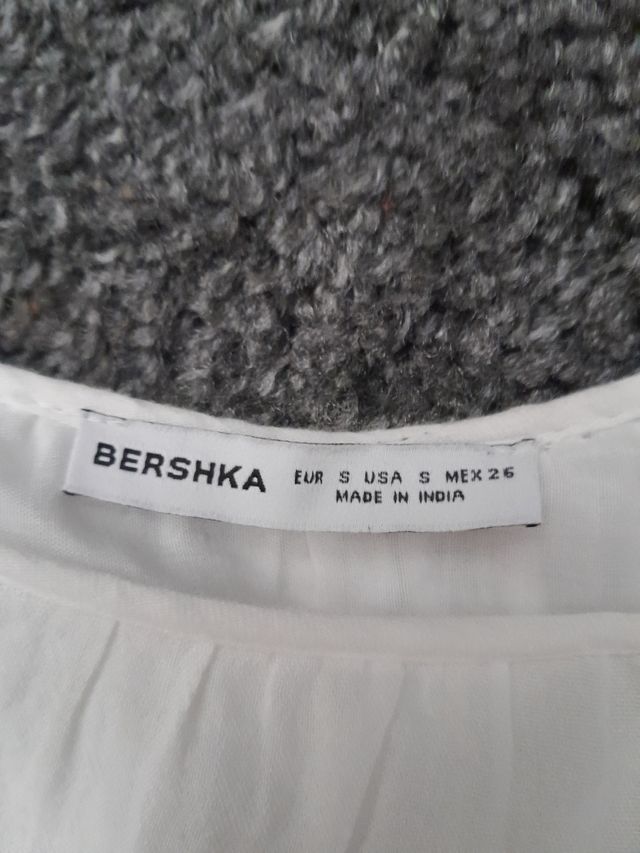 BERSHKA EUR S USA S MEX 26
MADE IN INDIA